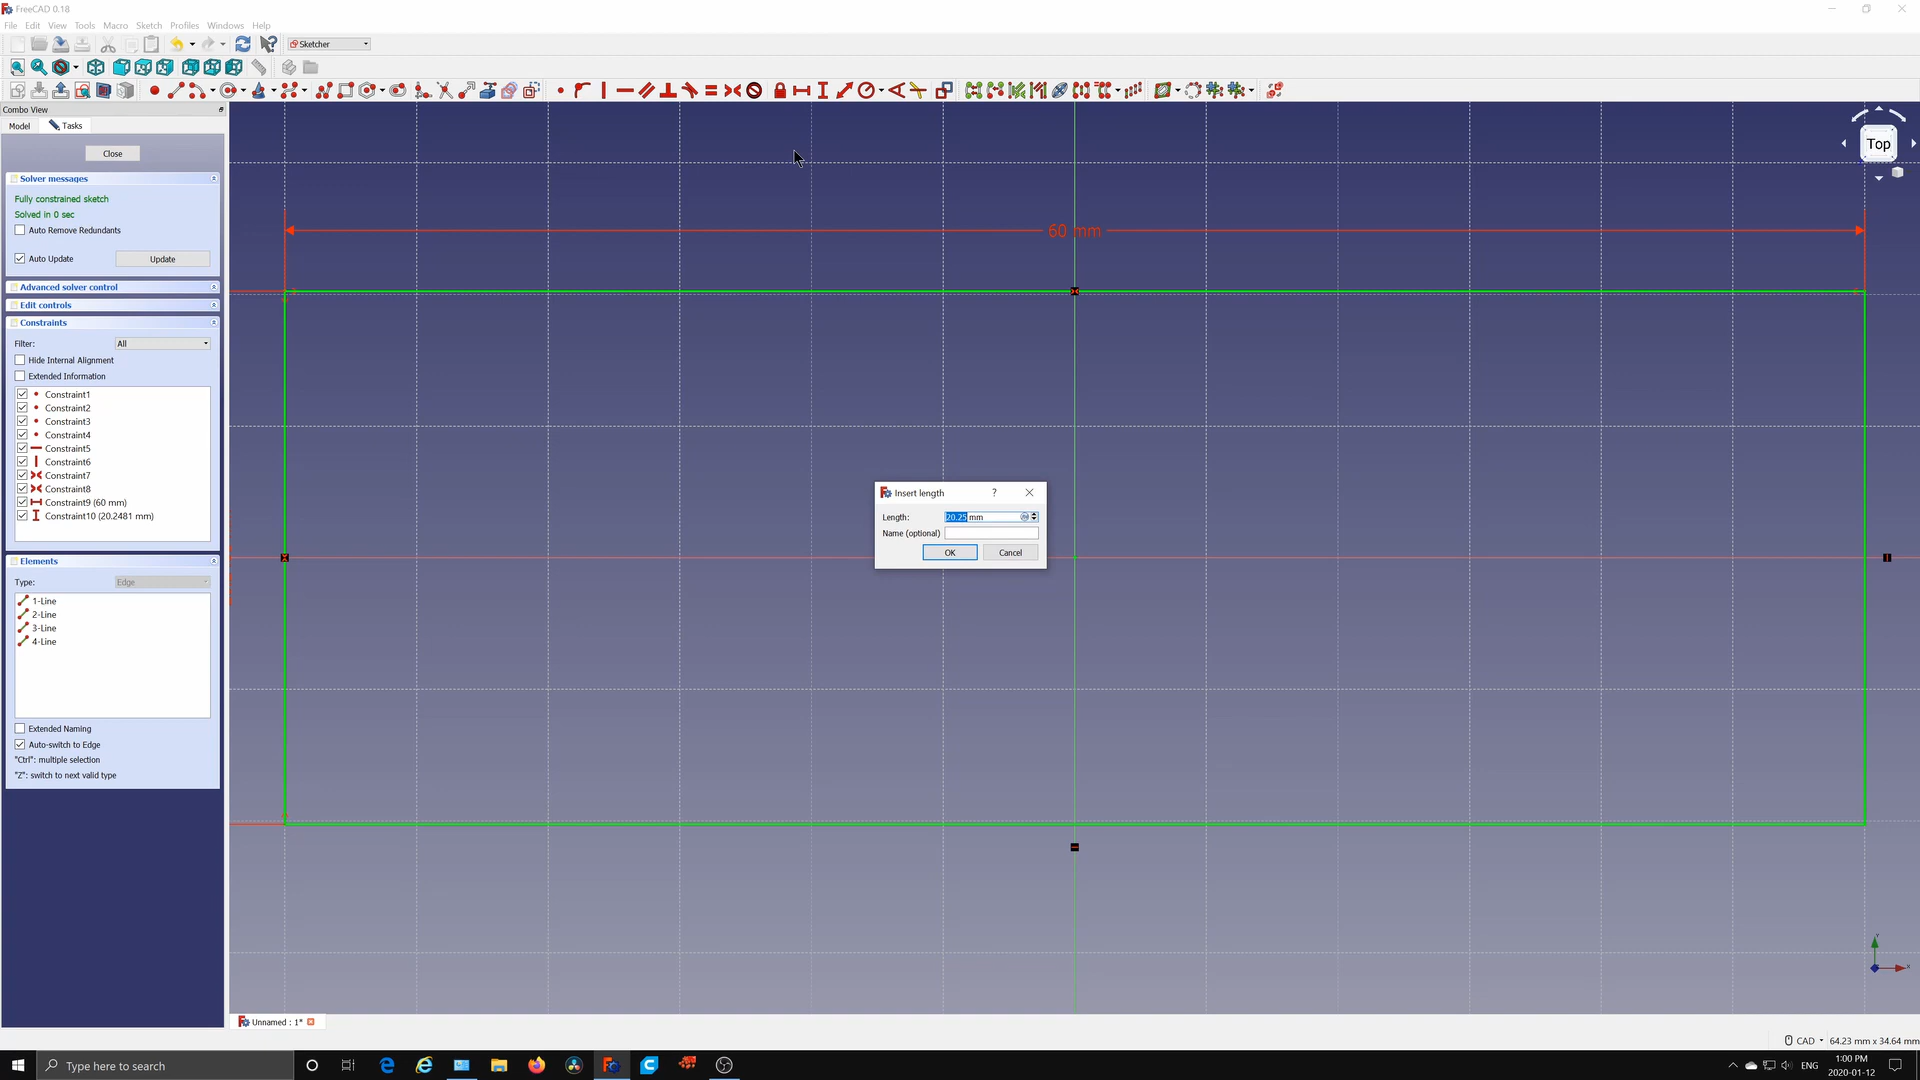 FreeCAD 0.18
File Edit View Tools Macro Sketch Profiles Windows Help
Sketcher
Combo View
Model Tasks
Close
Solver messages
Fully constrained sketch
Solved in 0 sec
Auto Remove Redundants
Auto Update Update
Advanced solver control
Edit controls
Constraints
Filter: All
Hide Internal Alignment
Extended Information
Constraint1
Constraint2
Constraint3
Constraint4
Constraint5
Constraint6
Constraint7
Constraint8
Constraint9 (60 mm)
Constraint10 (20.2481 mm)
Elements
Type: Edge
1-Line
2-Line
3-Line
4-Line
Extended Naming
Auto-switch to Edge
"Ctrl": multiple selection
"Z": switch to next valid type
60 mm
Top
Insert length ?
Length: 20.25 mm
Name (optional)
OK Cancel
Unnamed : 1*
CAD 64.23 mm x 34.64 mm
Type here to search
ENG
1:00 PM
2020-01-12